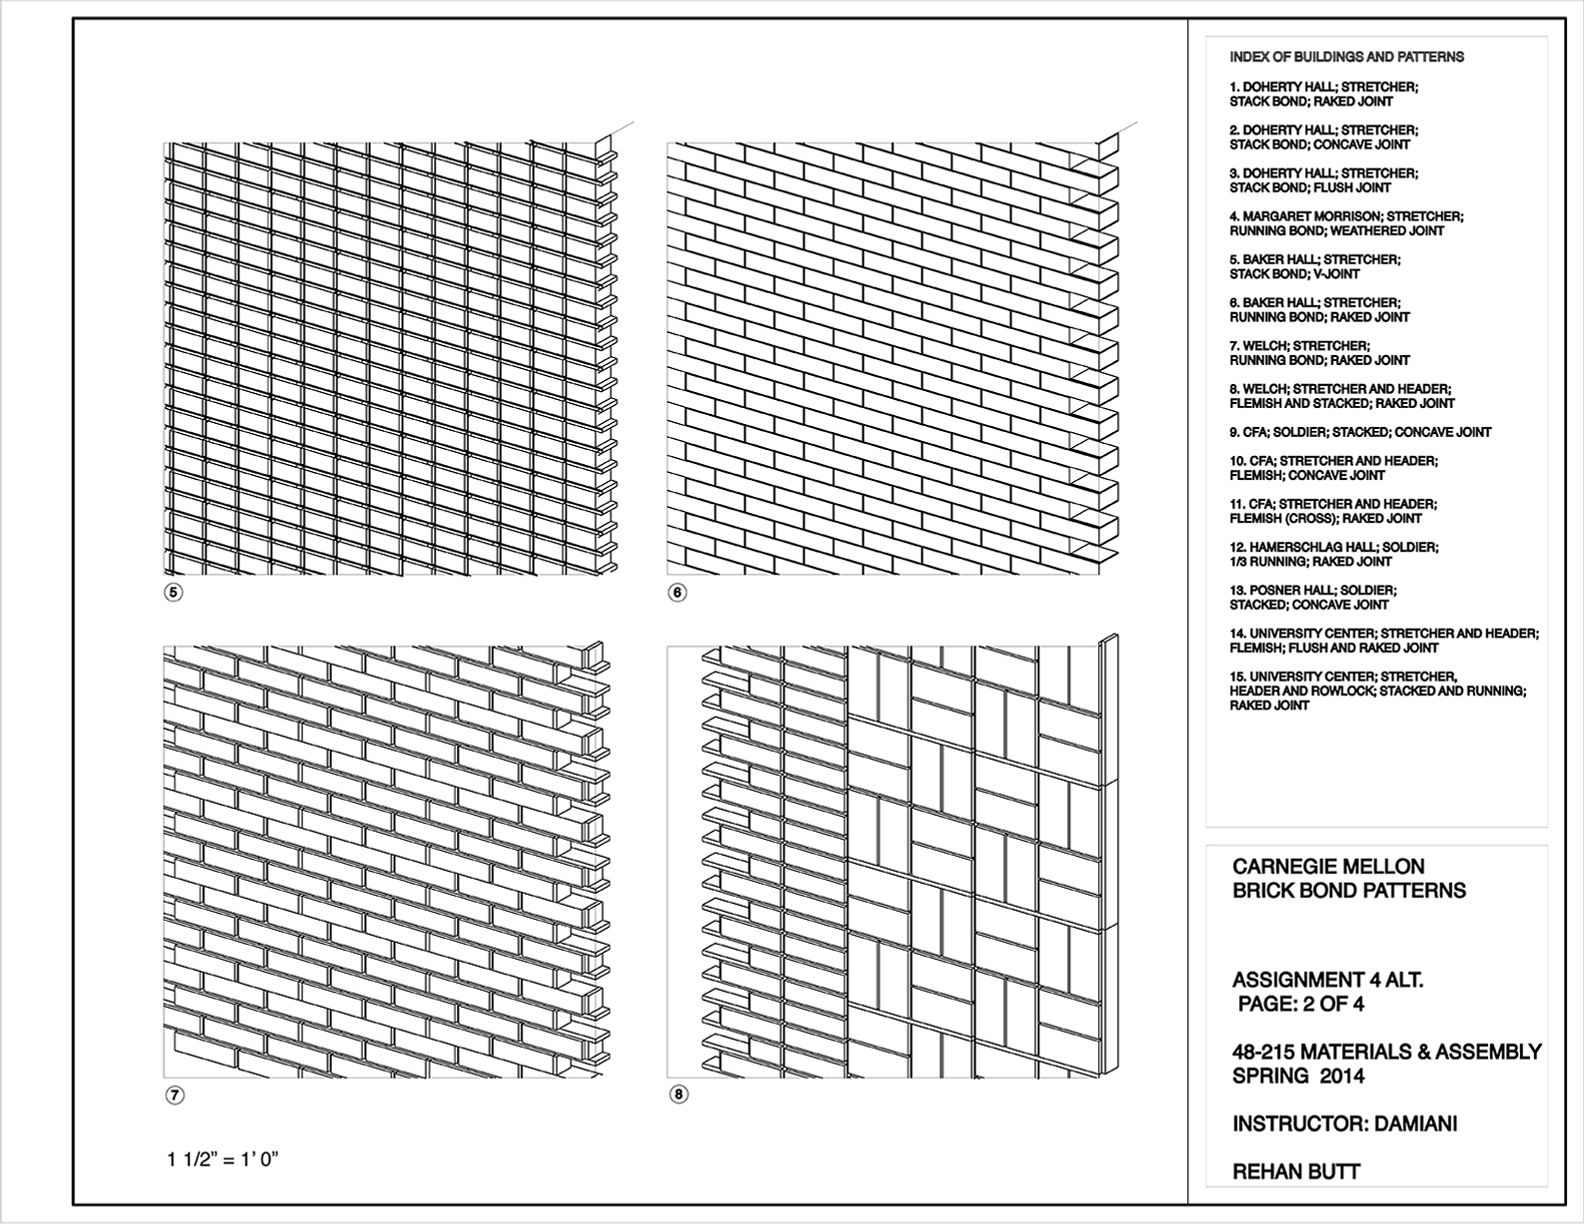 5
6
7
8
1 1/2” = 1’ 0”
INDEX OF BUILDINGS AND PATTERNS
1. DOHERTY HALL; STRETCHER;
STACK BOND; RAKED JOINT
2. DOHERTY HALL; STRETCHER;
STACK BOND; CONCAVE JOINT
3. DOHERTY HALL; STRETCHER;
STACK BOND; FLUSH JOINT
4. MARGARET MORRISON; STRETCHER;
RUNNING BOND; WEATHERED JOINT
5. BAKER HALL; STRETCHER;
STACK BOND; V-JOINT
6. BAKER HALL; STRETCHER;
RUNNING BOND; RAKED JOINT
7. WELCH; STRETCHER;
RUNNING BOND; RAKED JOINT
8. WELCH; STRETCHER AND HEADER;
FLEMISH AND STACKED; RAKED JOINT
9. CFA; SOLDIER; STACKED; CONCAVE JOINT
10. CFA; STRETCHER AND HEADER;
FLEMISH; CONCAVE JOINT
11. CFA; STRETCHER AND HEADER;
FLEMISH (CROSS); RAKED JOINT
12. HAMERSCHLAG HALL; SOLDIER;
1/3 RUNNING; RAKED JOINT
13. POSNER HALL; SOLDIER;
STACKED; CONCAVE JOINT
14. UNIVERSITY CENTER; STRETCHER AND HEADER;
FLEMISH; FLUSH AND RAKED JOINT
15. UNIVERSITY CENTER; STRETCHER,
HEADER AND ROWLOCK; STACKED AND RUNNING;
RAKED JOINT
CARNEGIE MELLON
BRICK BOND PATTERNS
ASSIGNMENT 4 ALT.
PAGE: 2 OF 4
48-215 MATERIALS & ASSEMBLY
SPRING 2014
INSTRUCTOR: DAMIANI
REHAN BUTT